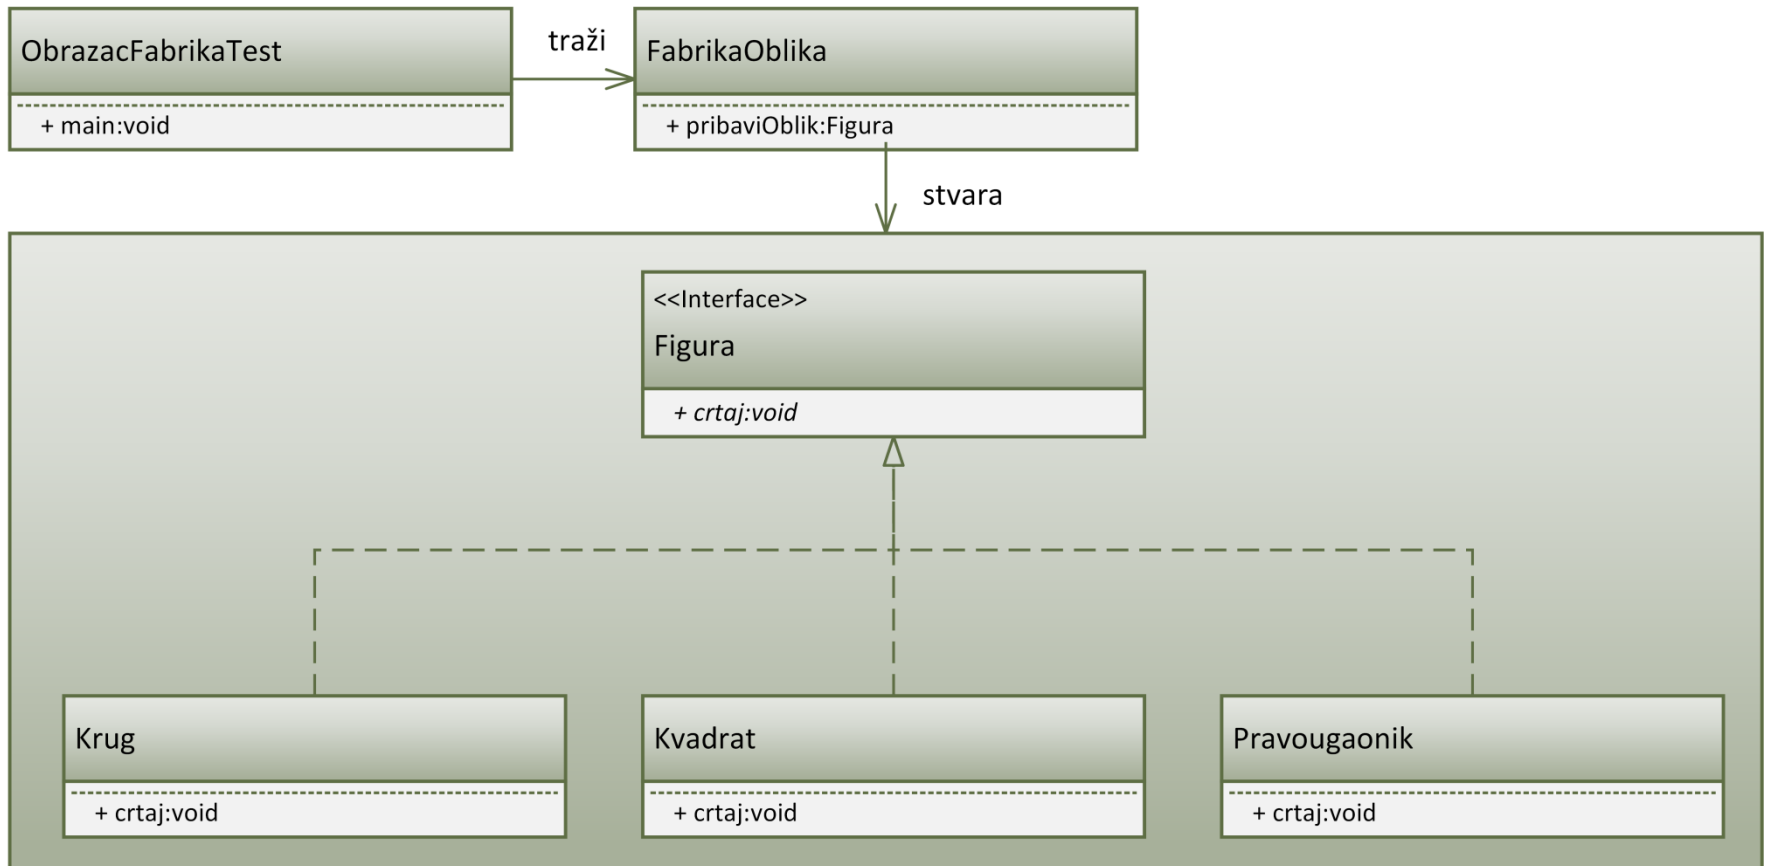 ObrazacFabrikaTest
+ main:void
traži
FabrikaOblika
+ pribaviOblik:Figura
stvara
<<Interface>>
Figura
+ crtaj:void
Krug
+ crtaj:void
Kvadrat
+ crtaj:void
Pravougaonik
+ crtaj:void